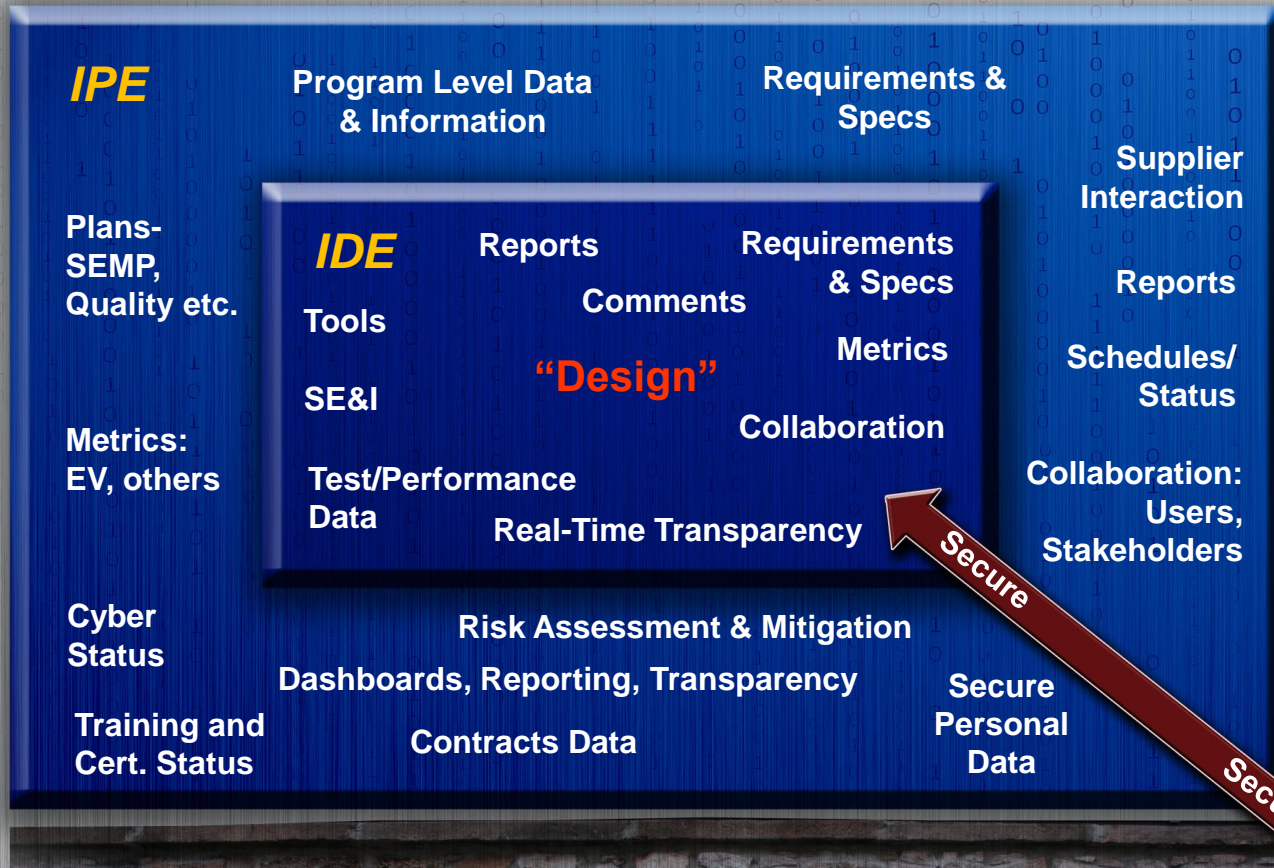 IPE
Program Level Data
& Information
Requirements &
Specs
Supplier
Interaction
Plans-
SEMP,
Quality etc.
Reports
Schedules/
Status
Metrics:
EV, others
Collaboration:
Users,
Stakeholders
IDE
Reports
Requirements
& Specs
Comments
Tools
Metrics
“Design”
SE&I
Collaboration
Test/Performance
Data
Real-Time Transparency
Secure
Cyber
Status
Risk Assessment & Mitigation
Dashboards, Reporting, Transparency
Secure
Personal
Data
Training and
Cert. Status
Contracts Data